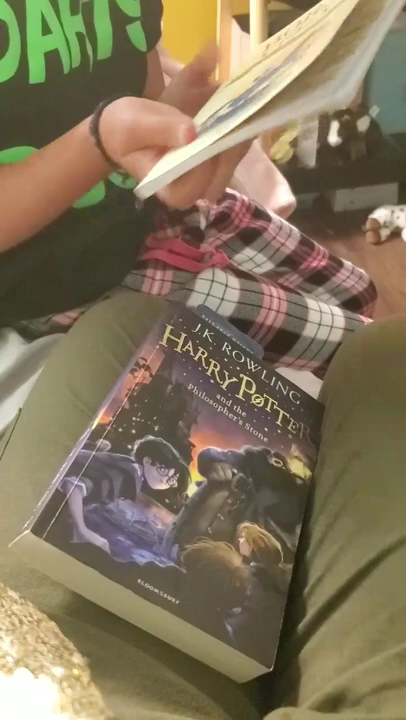 DARTS
J.K. ROWLING
HARRY POTTER
and the
Philosopher's Stone
BLOOMSBURY